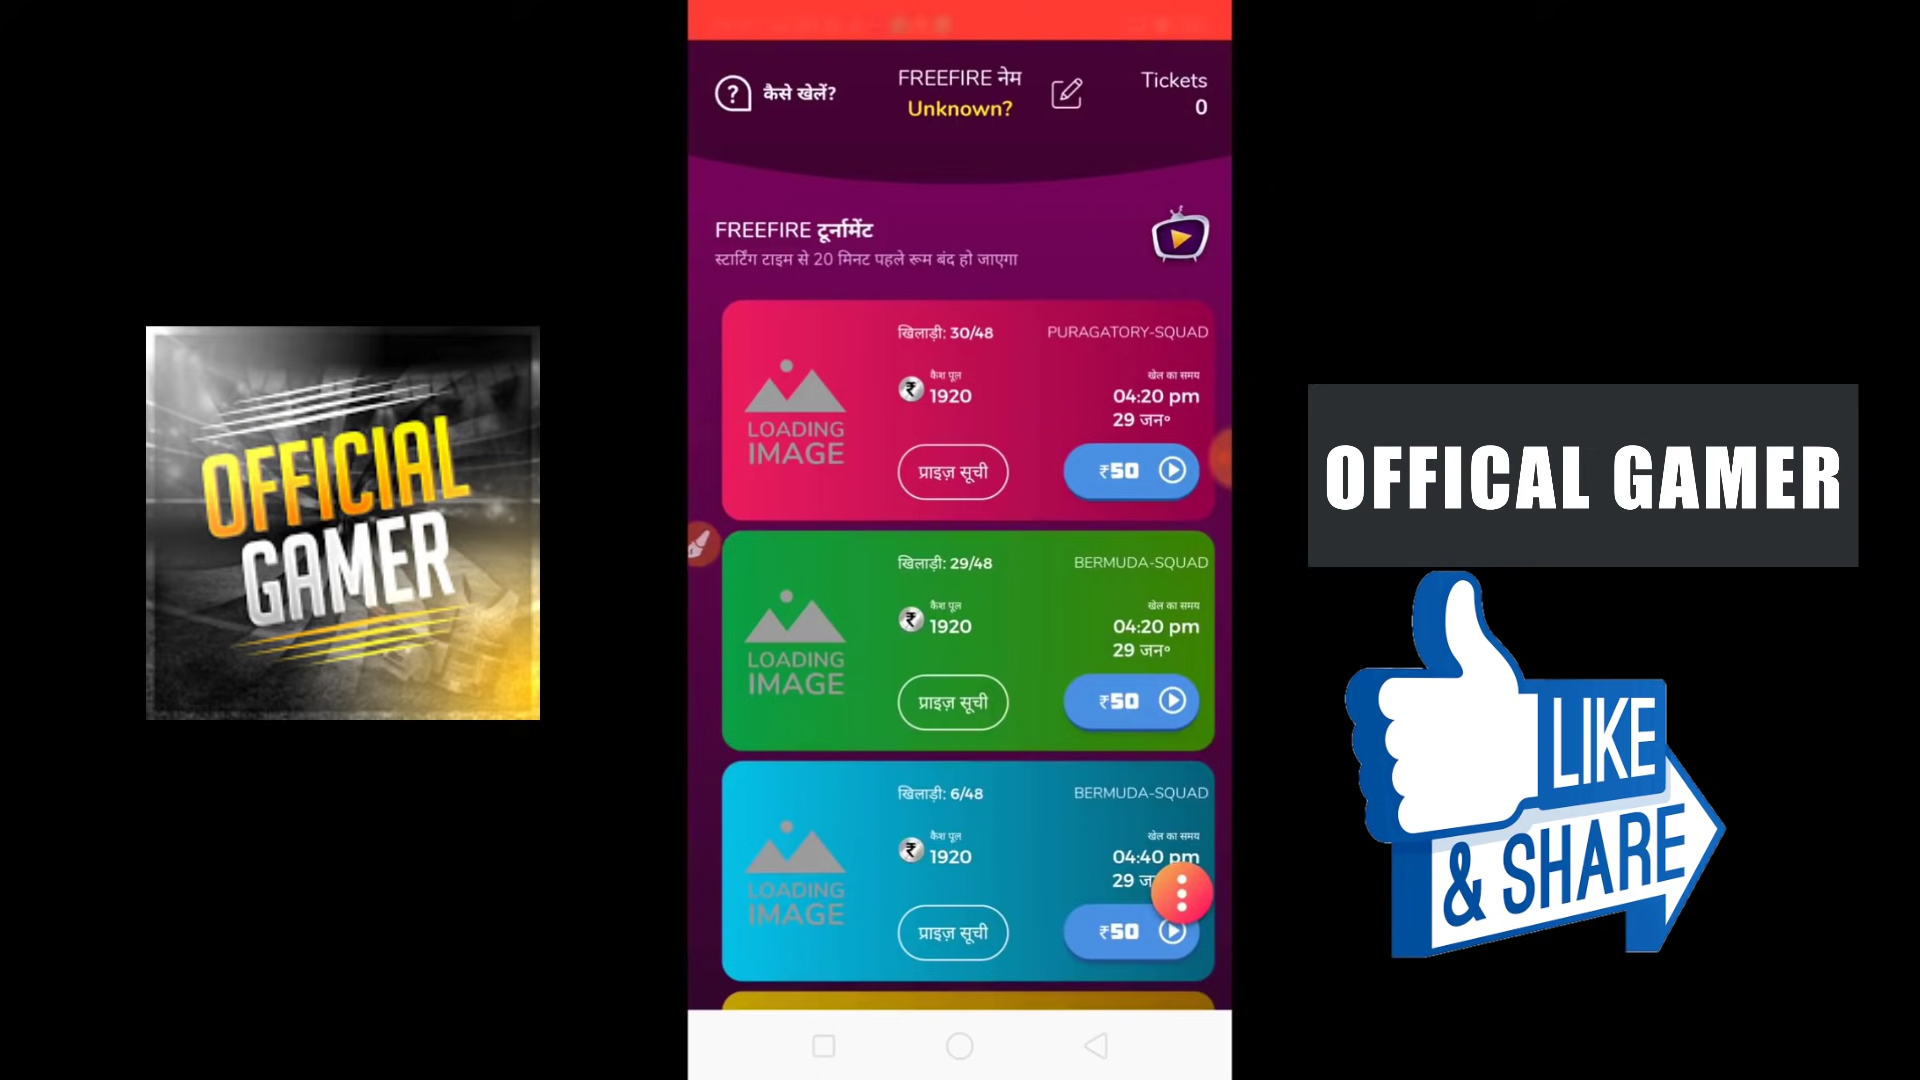 OFFICIAL
GAMER
कैसे खेलें?
FREEFIRE नेम
Unknown?
Tickets
0
FREEFIRE टूर्नामेंट
स्टार्टिंग टाइम से 20 मिनट पहले रूम बंद हो जाएगा
खिलाड़ी: 30/48
PURAGATORY-SQUAD
LOADING
IMAGE
कैश पूल
₹ 1920
खेल का समय
04:20 pm
29 जन॰
प्राइज़ सूची
₹50
खिलाड़ी: 29/48
BERMUDA-SQUAD
LOADING
IMAGE
कैश पूल
₹ 1920
खेल का समय
04:20 pm
29 जन॰
प्राइज़ सूची
₹50
खिलाड़ी: 6/48
BERMUDA-SQUAD
LOADING
IMAGE
कैश पूल
₹ 1920
खेल का समय
04:40 pm
29 ज
प्राइज़ सूची
₹50
OFFICAL GAMER
LIKE
& SHARE